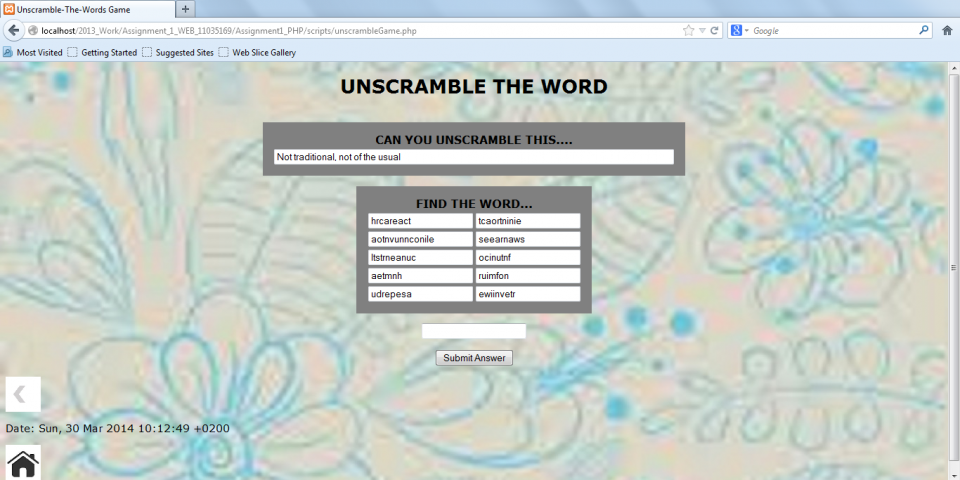 Unscramble-The-Words Game
localhost/2013_Work/Assignment_1_WEB_11035169/Assignment1_PHP/scripts/unscrambleGame.php
Google
Most Visited Getting Started Suggested Sites Web Slice Gallery
UNSCRAMBLE THE WORD
CAN YOU UNSCRAMBLE THIS....
Not traditional, not of the usual
FIND THE WORD...
hrcareact tcaortninie
aotnvunnconile seearnaws
ltstrneanuc ocinutnf
aetmnh ruimfon
udrepesa ewiinvetr
Submit Answer
Date: Sun, 30 Mar 2014 10:12:49 +0200